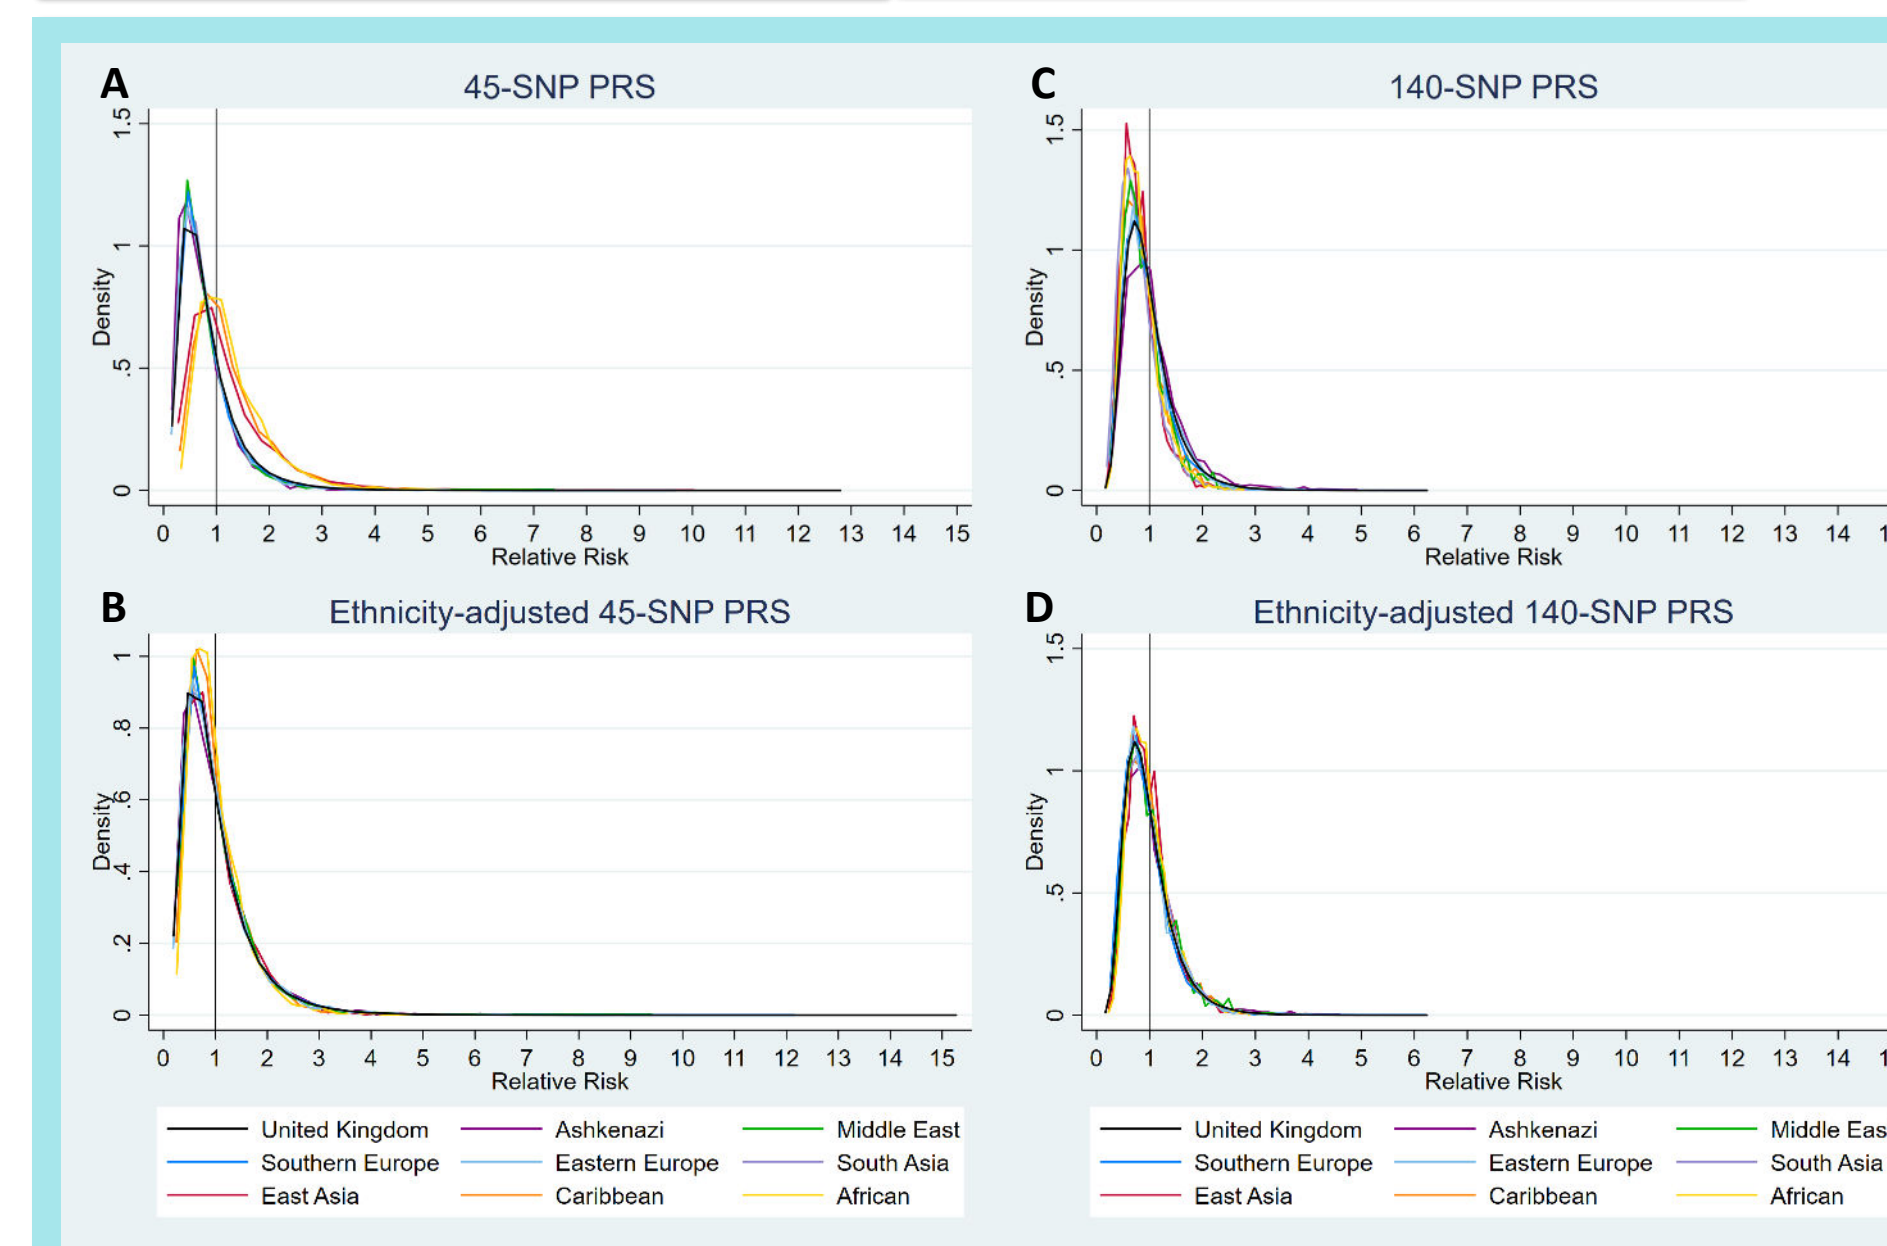 A
45-SNP PRS
1.5
1
.5
0
Density
0 1 2 3 4 5 6 7 8 9 10 11 12 13 14 15
Relative Risk
C
140-SNP PRS
1.5
1
.5
0
Density
0 1 2 3 4 5 6 7 8 9 10 11 12 13 14 1
Relative Risk
B
Ethnicity-adjusted 45-SNP PRS
1
.8
.6
.4
.2
0
Density
0 1 2 3 4 5 6 7 8 9 10 11 12 13 14 15
Relative Risk
United Kingdom Ashkenazi Middle East
Southern Europe Eastern Europe South Asia
East Asia Caribbean African
D
Ethnicity-adjusted 140-SNP PRS
1.5
1
.5
0
Density
0 1 2 3 4 5 6 7 8 9 10 11 12 13 14 1
Relative Risk
United Kingdom Ashkenazi Middle Eas
Southern Europe Eastern Europe South Asia
East Asia Caribbean African